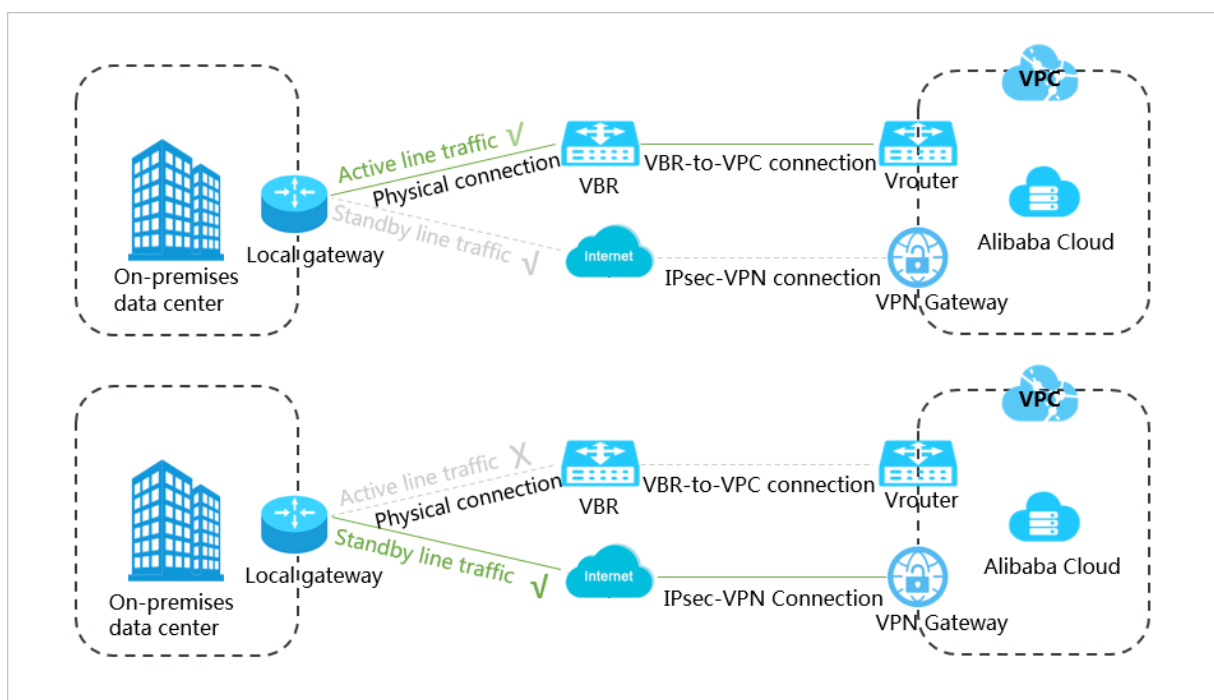 VPC
Active line traffic √
Physical connection
VBR
VBR-to-VPC connection
Vrouter
Standby line traffic √
Internet
Local gateway
On-premises
data center
IPsec-VPN connection
Alibaba Cloud
VPN Gateway
VPC
Active line traffic X
Physical connection
VBR
VBR-to-VPC connection
Vrouter
Standby line traffic √
Internet
Local gateway
On-premises
data center
IPsec-VPN Connection
Alibaba Cloud
VPN Gateway